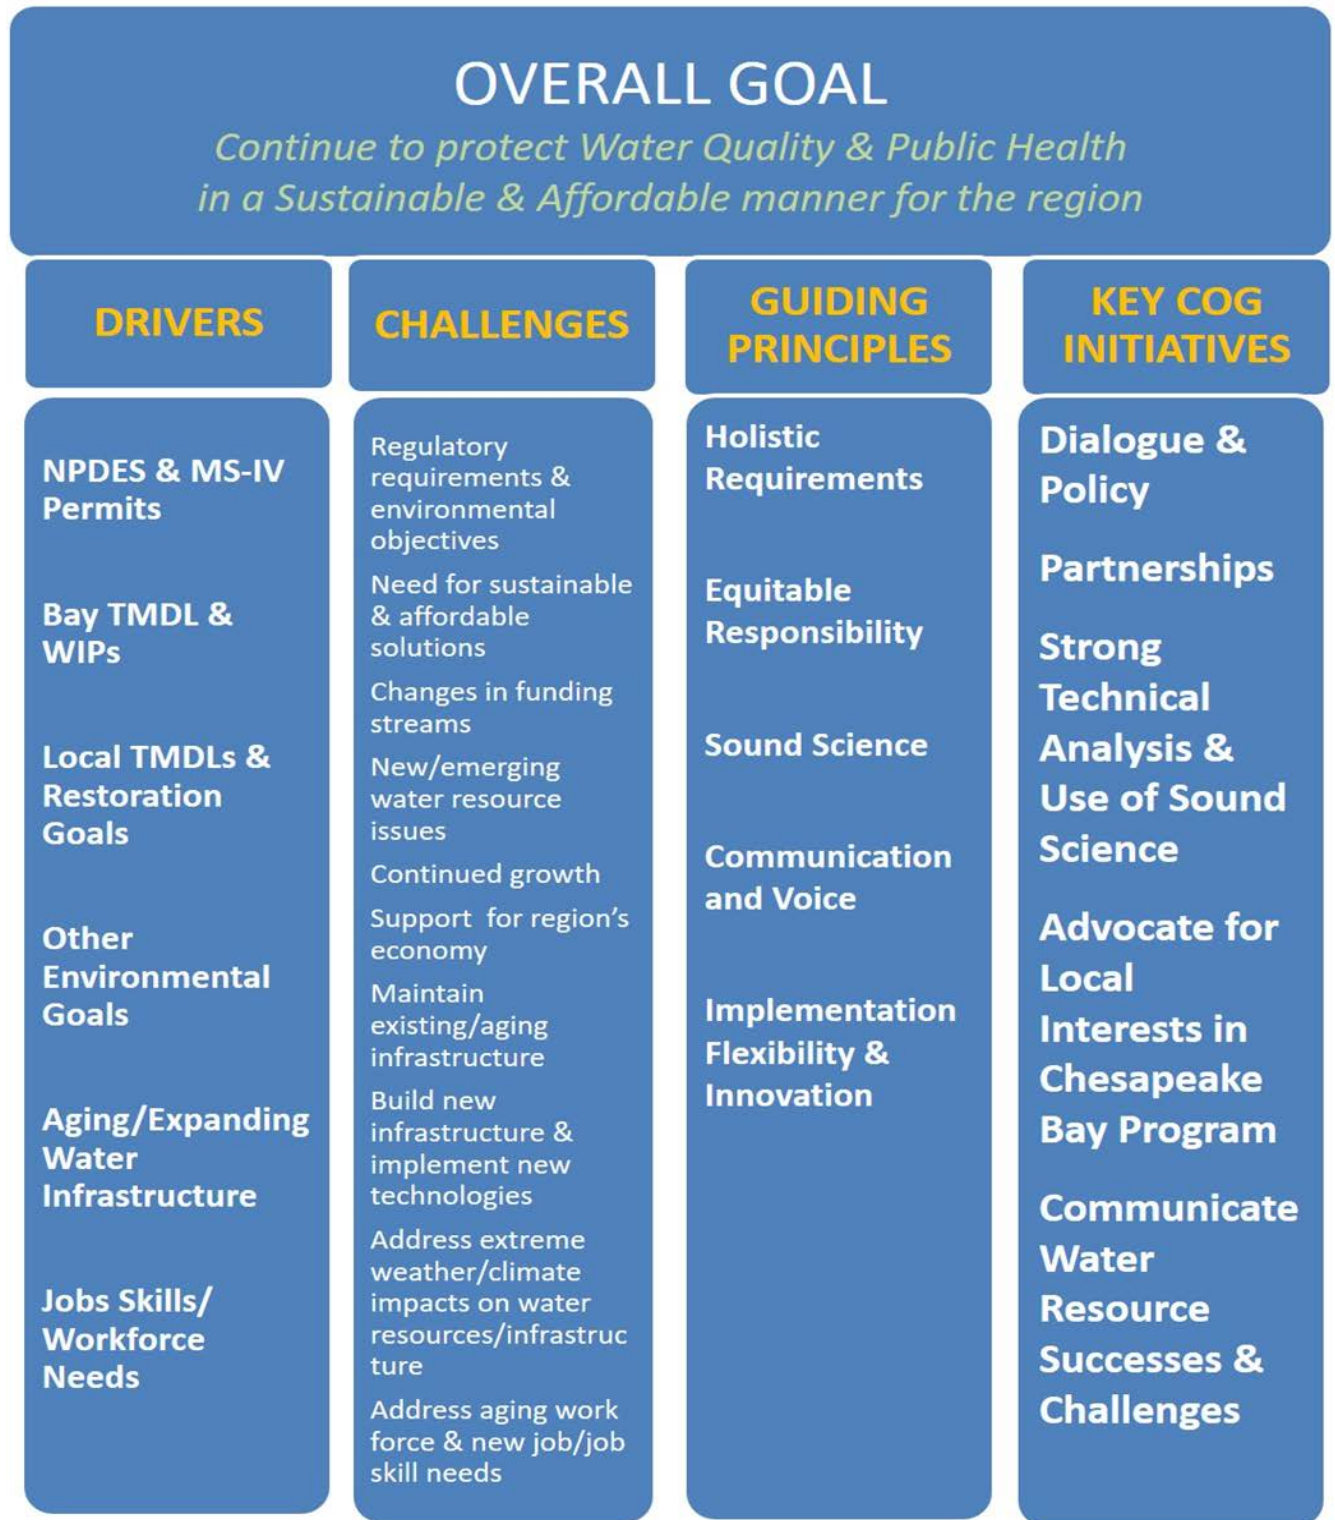 OVERALL GOAL
Continue to protect Water Quality & Public Health
in a Sustainable & Affordable manner for the region
DRIVERS
NPDES & MS-IV
Permits
Bay TMDL &
WIPs
Local TMDLs &
Restoration
Goals
Other
Environmental
Goals
Aging/Expanding
Water
Infrastructure
Jobs Skills/
Workforce
Needs
CHALLENGES
Regulatory
requirements &
environmental
objectives
Need for sustainable
& affordable
solutions
Changes in funding
streams
New/emerging
water resource
issues
Continued growth
Support  for region's
economy
Maintain
existing/aging
infrastructure
Build new
infrastructure &
implement new
technologies
Address extreme
weather/climate
impacts on water
resources/infrastruc
ture
Address aging work
force & new job/job
skill needs
GUIDING
PRINCIPLES
Holistic
Requirements
Equitable
Responsibility
Sound Science
Communication
and Voice
Implementation
Flexibility &
Innovation
KEY COG
INITIATIVES
Dialogue &
Policy
Partnerships
Strong
Technical
Analysis &
Use of Sound
Science
Advocate for
Local
Interests in
Chesapeake
Bay Program
Communicate
Water
Resource
Successes &
Challenges